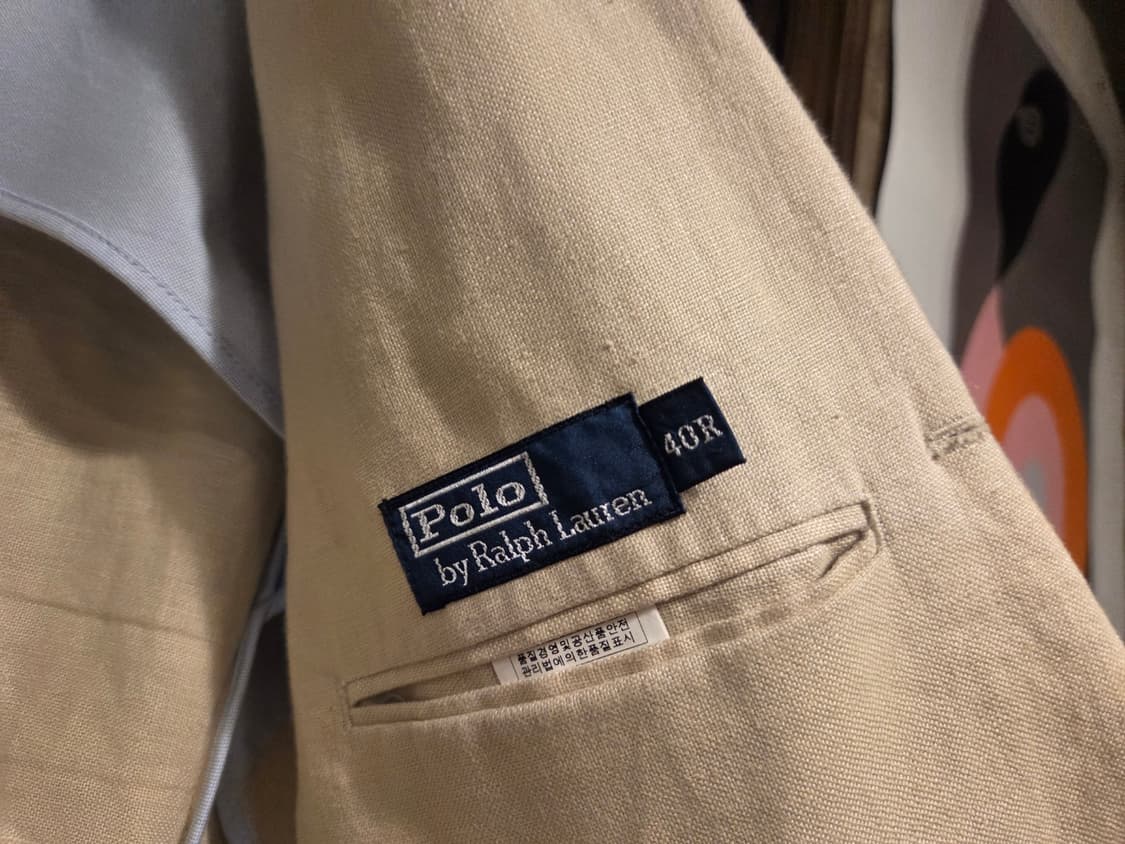 Polo
by Ralph Lauren
40R
품질경영및공산품안전
관리법에의한품질표시